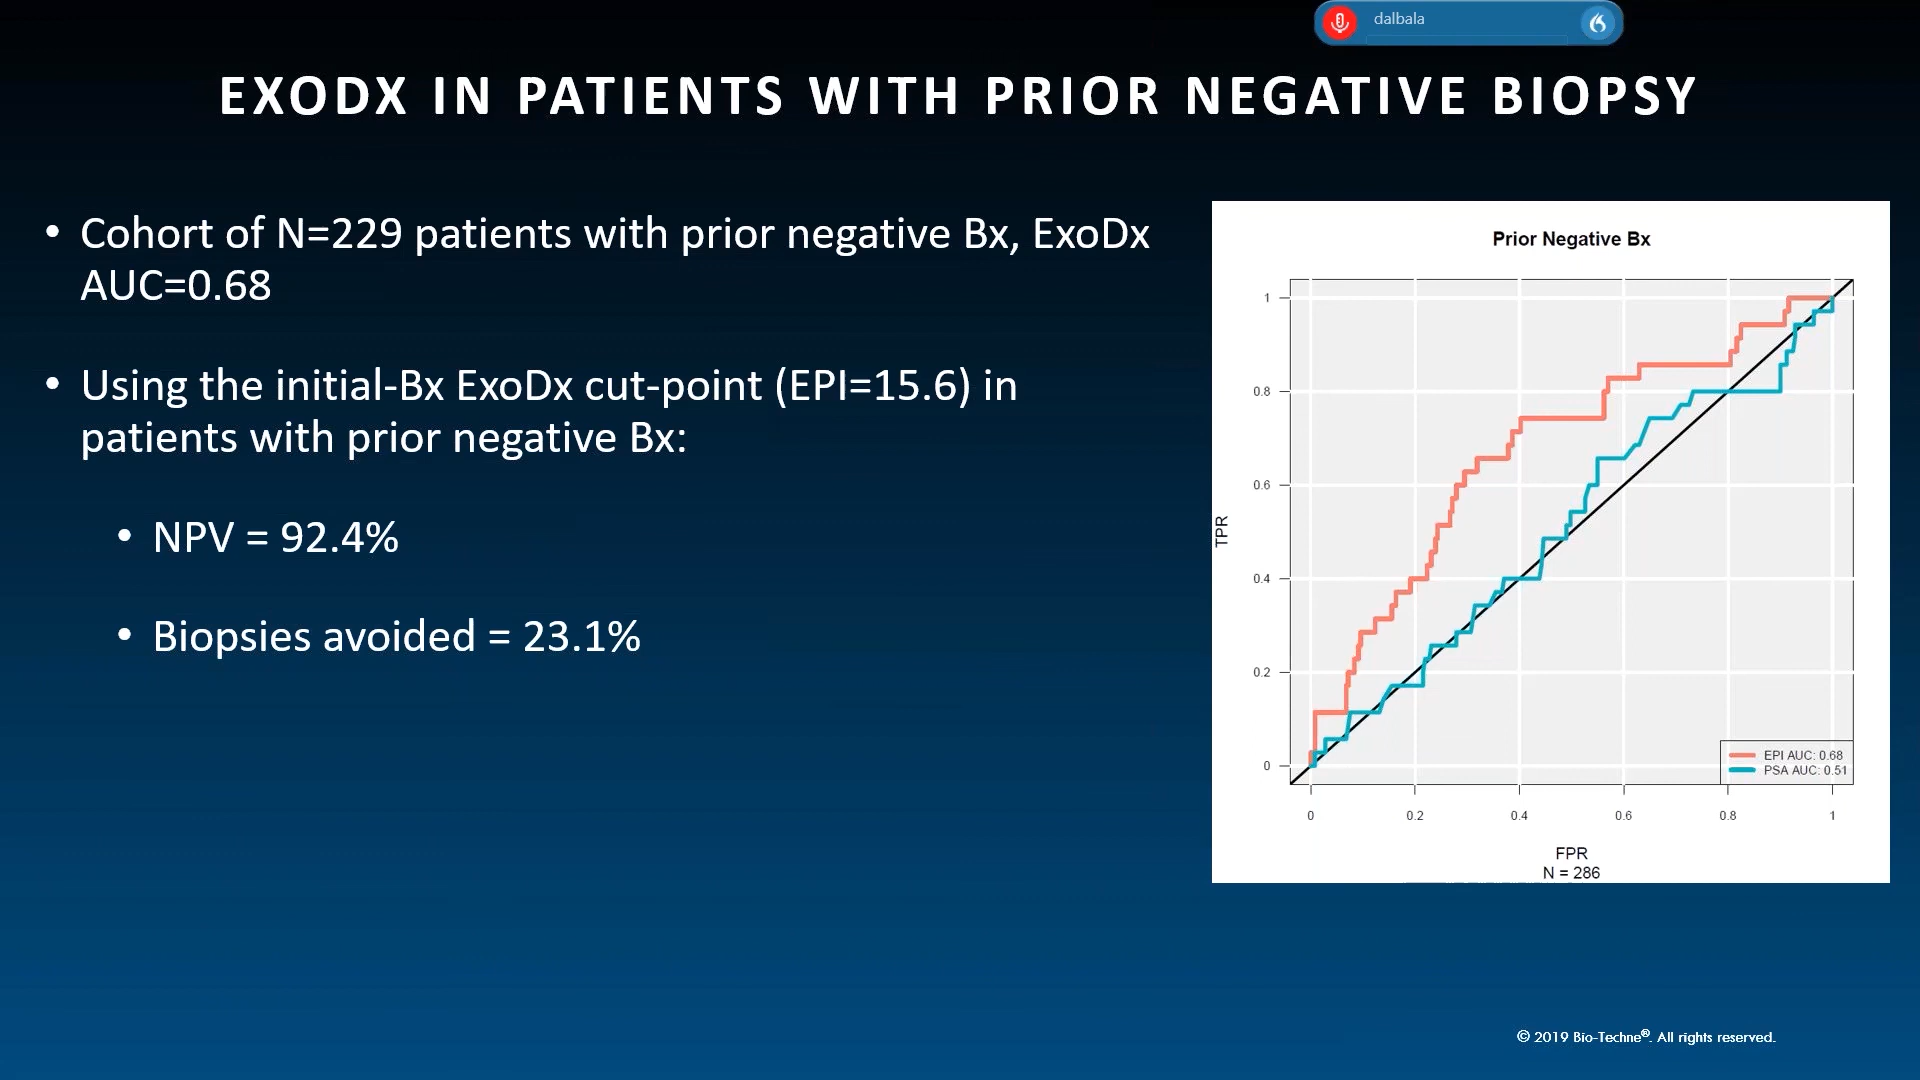 dalbala
EXODX IN PATIENTS WITH PRIOR NEGATIVE BIOPSY
• Cohort of N=229 patients with prior negative Bx, ExoDx
AUC=0.68
• Using the initial-Bx ExoDx cut-point (EPI=15.6) in
patients with prior negative Bx:
• NPV = 92.4%
• Biopsies avoided = 23.1%
Prior Negative Bx
TPR
1
0.8
0.6
0.4
0.2
0
EPI AUC: 0.68
PSA AUC: 0.51
0 0.2 0.4 0.6 0.8 1
FPR
N = 286
© 2019 Bio-Techne®. All rights reserved.